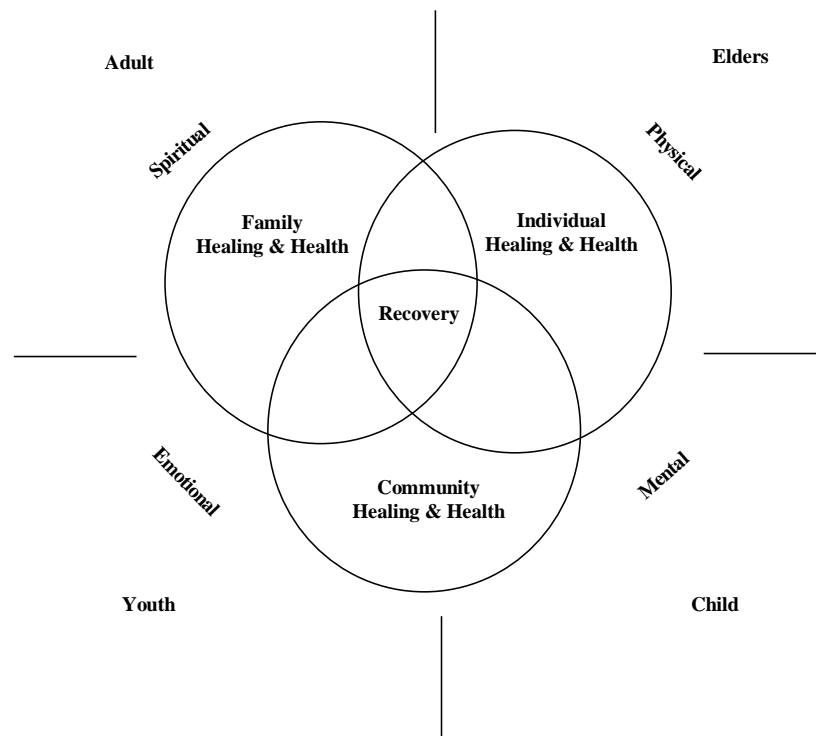 Adult
Elders
Spiritual
Physical
Family
Healing & Health
Individual
Healing & Health
Recovery
Emotional
Mental
Community
Healing & Health
Youth
Child